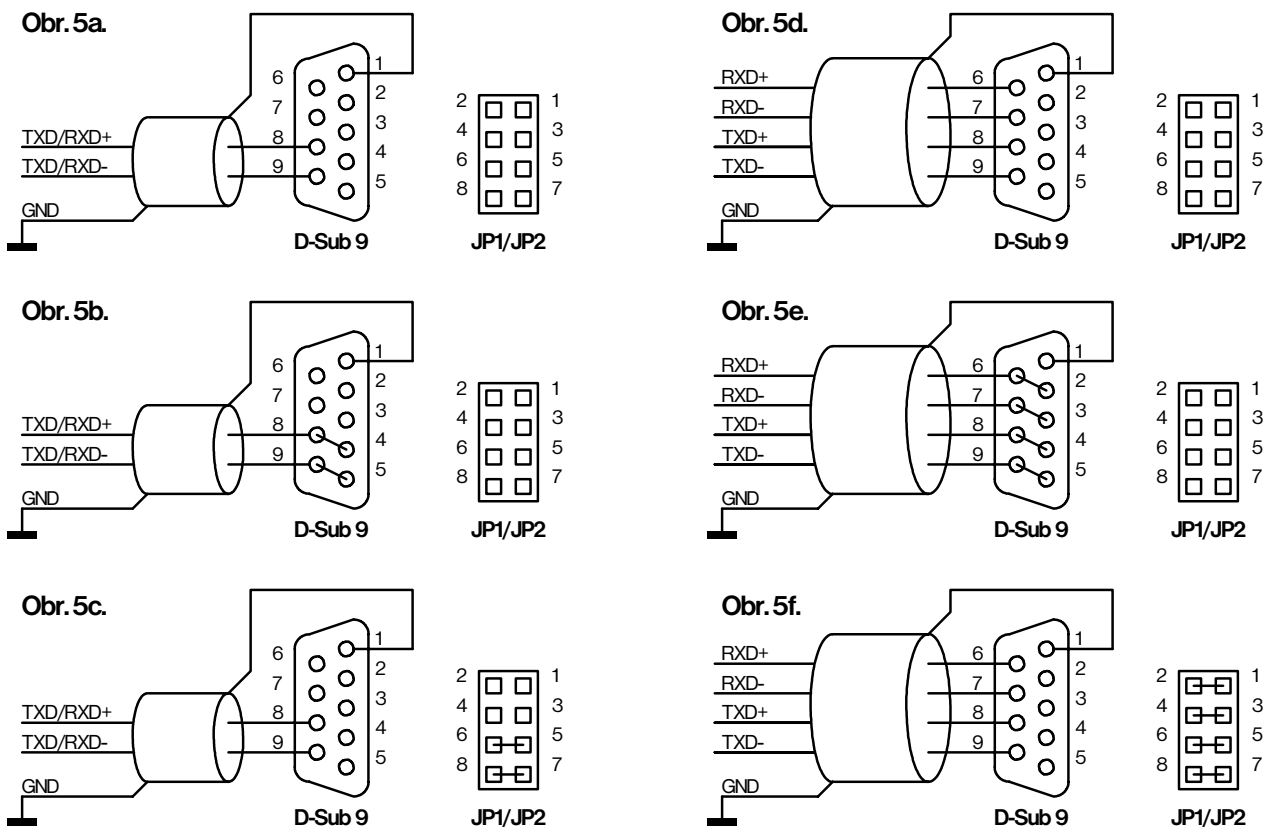 Obr. 5a.
1
6
2
7
3
TXD/RXD+
8
4
TXD/RXD-
9
5
GND
D-Sub 9
2 1
4 3
6 5
8 7
JP1/JP2
Obr. 5d.
1
RXD+
6
2
RXD-
7
3
TXD+
8
4
TXD-
9
5
GND
D-Sub 9
2 1
4 3
6 5
8 7
JP1/JP2
Obr. 5b.
1
6
2
7
3
TXD/RXD+
8
4
TXD/RXD-
9
5
GND
D-Sub 9
2 1
4 3
6 5
8 7
JP1/JP2
Obr. 5e.
1
RXD+
6
2
RXD-
7
3
TXD+
8
4
TXD-
9
5
GND
D-Sub 9
2 1
4 3
6 5
8 7
JP1/JP2
Obr. 5c.
1
6
2
7
3
TXD/RXD+
8
4
TXD/RXD-
9
5
GND
D-Sub 9
2 1
4 3
6 5
8 7
JP1/JP2
Obr. 5f.
1
RXD+
6
2
RXD-
7
3
TXD+
8
4
TXD-
9
5
GND
D-Sub 9
2 1
4 3
6 5
8 7
JP1/JP2